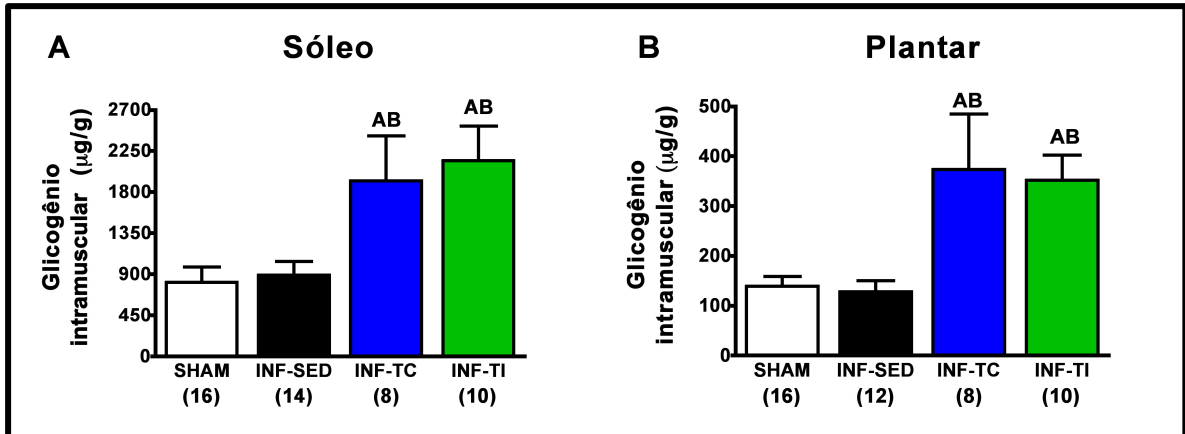 A
Sóleo
Glicogênio
intramuscular (µg/g)
2700
2250
1800
1350
900
450
0
AB
AB
SHAM
INF-SED
INF-TC
INF-TI
(16)
(14)
(8)
(10)
B
Plantar
Glicogênio
intramuscular (µg/g)
500
400
300
200
100
0
AB
AB
SHAM
INF-SED
INF-TC
INF-TI
(16)
(12)
(8)
(10)